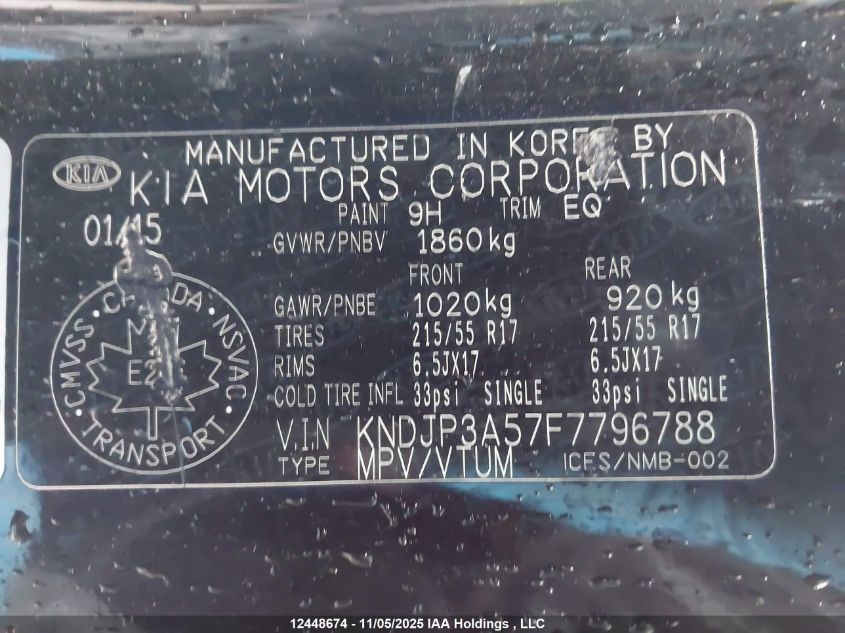 MANUFACTURED IN KOREA BY
KIA
KIA MOTORS CORPORATION
PAINT 9H TRIM EQ
01/15
GVWR/PNBV 1860kg
FRONT REAR
GAWR/PNBE 1020kg 920kg
TIRES 215/55 R17 215/55 R17
RIMS 6.5JX17 6.5JX17
COLD TIRE INFL 33psi SINGLE 33psi SINGLE
V.I.N KNDJP3A57F7796788
TYPE MPV/VTUM ICES/NMB-002
CMVSS · CANADA · NSVAC · TRANSPORT ·
12448674 - 11/05/2025 IAA Holdings , LLC